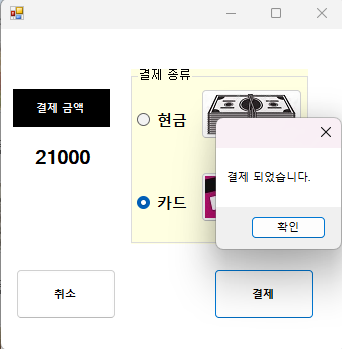 결제 종류
결제 금액
현금
21000
결제 되었습니다.
카드
확인
취소
결제